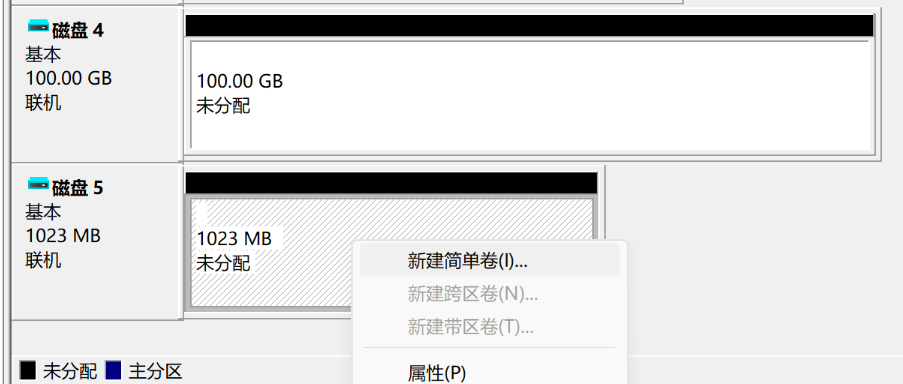 磁盘 4
基本
100.00 GB
联机
100.00 GB
未分配
磁盘 5
基本
1023 MB
联机
1023 MB
未分配
新建简单卷(I)...
新建跨区卷(N)...
新建带区卷(T)...
属性(P)
未分配 主分区